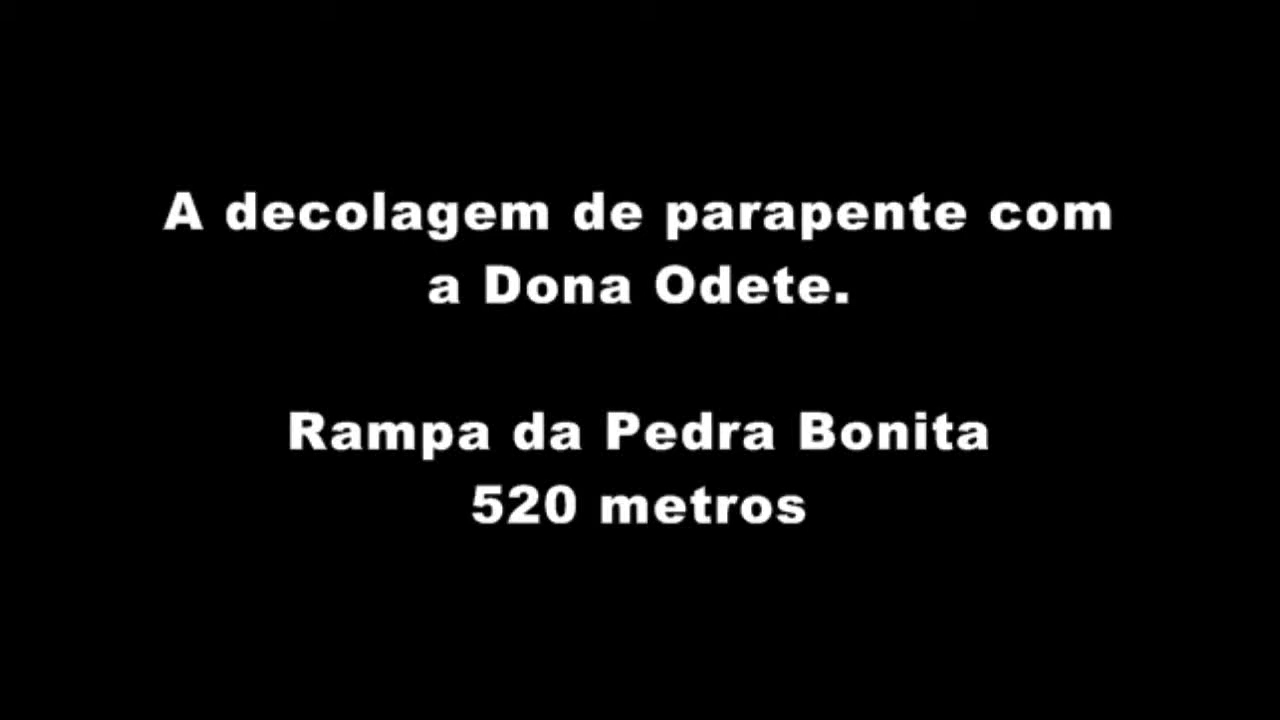 A decolagem de parapente com
a Dona Odete.
Rampa da Pedra Bonita
520 metros